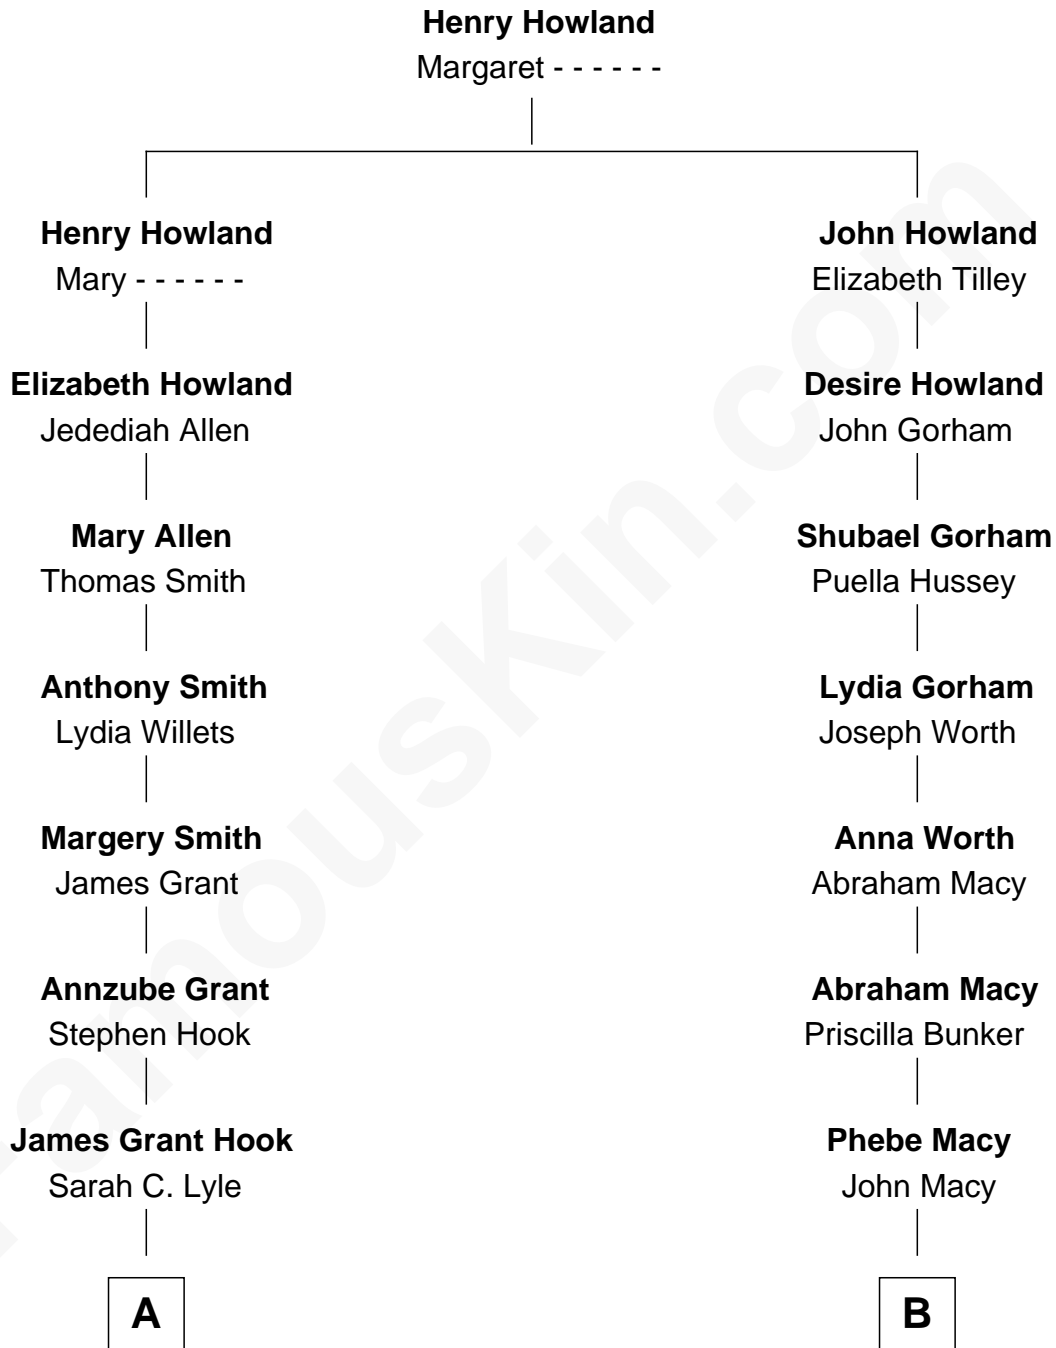 Henry Howland
Margaret - - - - - -
Henry Howland
Mary - - - - - -
Elizabeth Howland
Jedediah Allen
Mary Allen
Thomas Smith
Anthony Smith
Lydia Willets
Margery Smith
James Grant
Annzube Grant
Stephen Hook
James Grant Hook
Sarah C. Lyle
A
John Howland
Elizabeth Tilley
Desire Howland
John Gorham
Shubael Gorham
Puella Hussey
Lydia Gorham
Joseph Worth
Anna Worth
Abraham Macy
Abraham Macy
Priscilla Bunker
Phebe Macy
John Macy
B
FamousKin.com